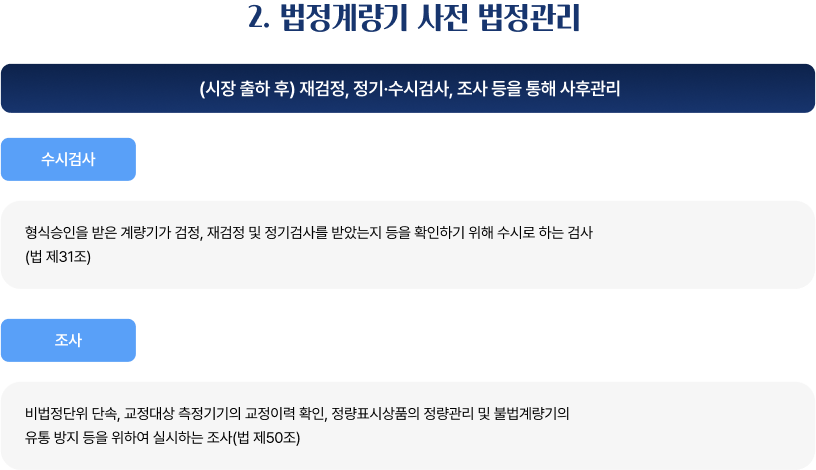 2. 법정계량기 사전 법정관리
(시장 출하 후) 재검정, 정기·수시검사, 조사 등을 통해 사후관리
수시검사
형식승인을 받은 계량기가 검정, 재검정 및 정기검사를 받았는지 등을 확인하기 위해 수시로 하는 검사
(법 제31조)
조사
비법정단위 단속, 교정대상 측정기기의 교정이력 확인, 정량표시상품의 정량관리 및 불법계량기의
유통 방지 등을 위하여 실시하는 조사(법 제50조)